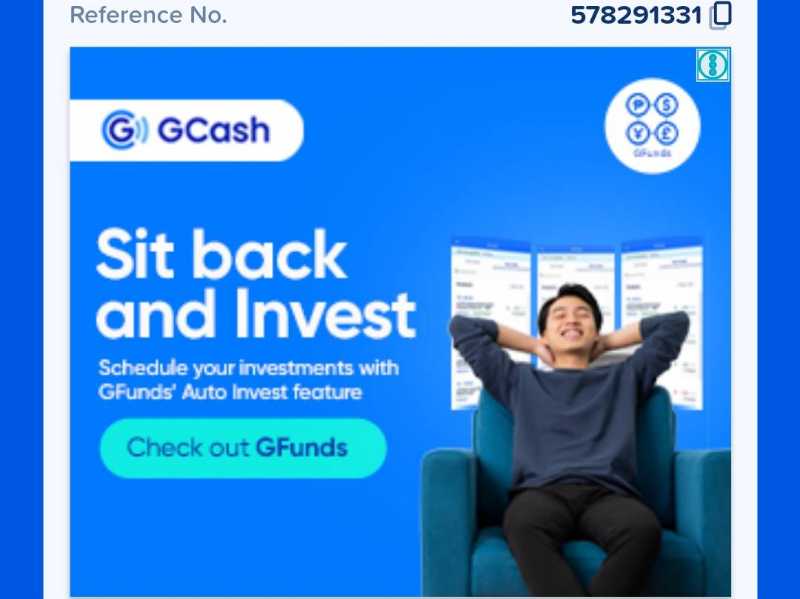 Reference No. 578291331
GCash
GFunds
Sit back
and Invest
Schedule your investments with
GFunds' Auto Invest feature
Check out GFunds